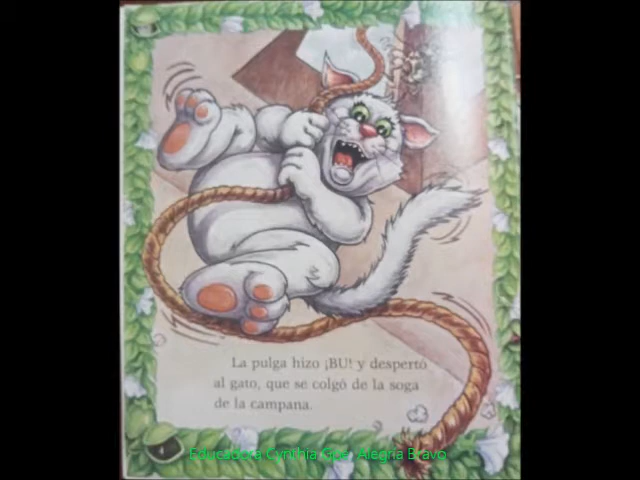 La pulga hizo ¡BU! y despertó
al gato, que se colgó de la soga
de la campana.
Educadora Cynthia Gpe. Alegria Bravo